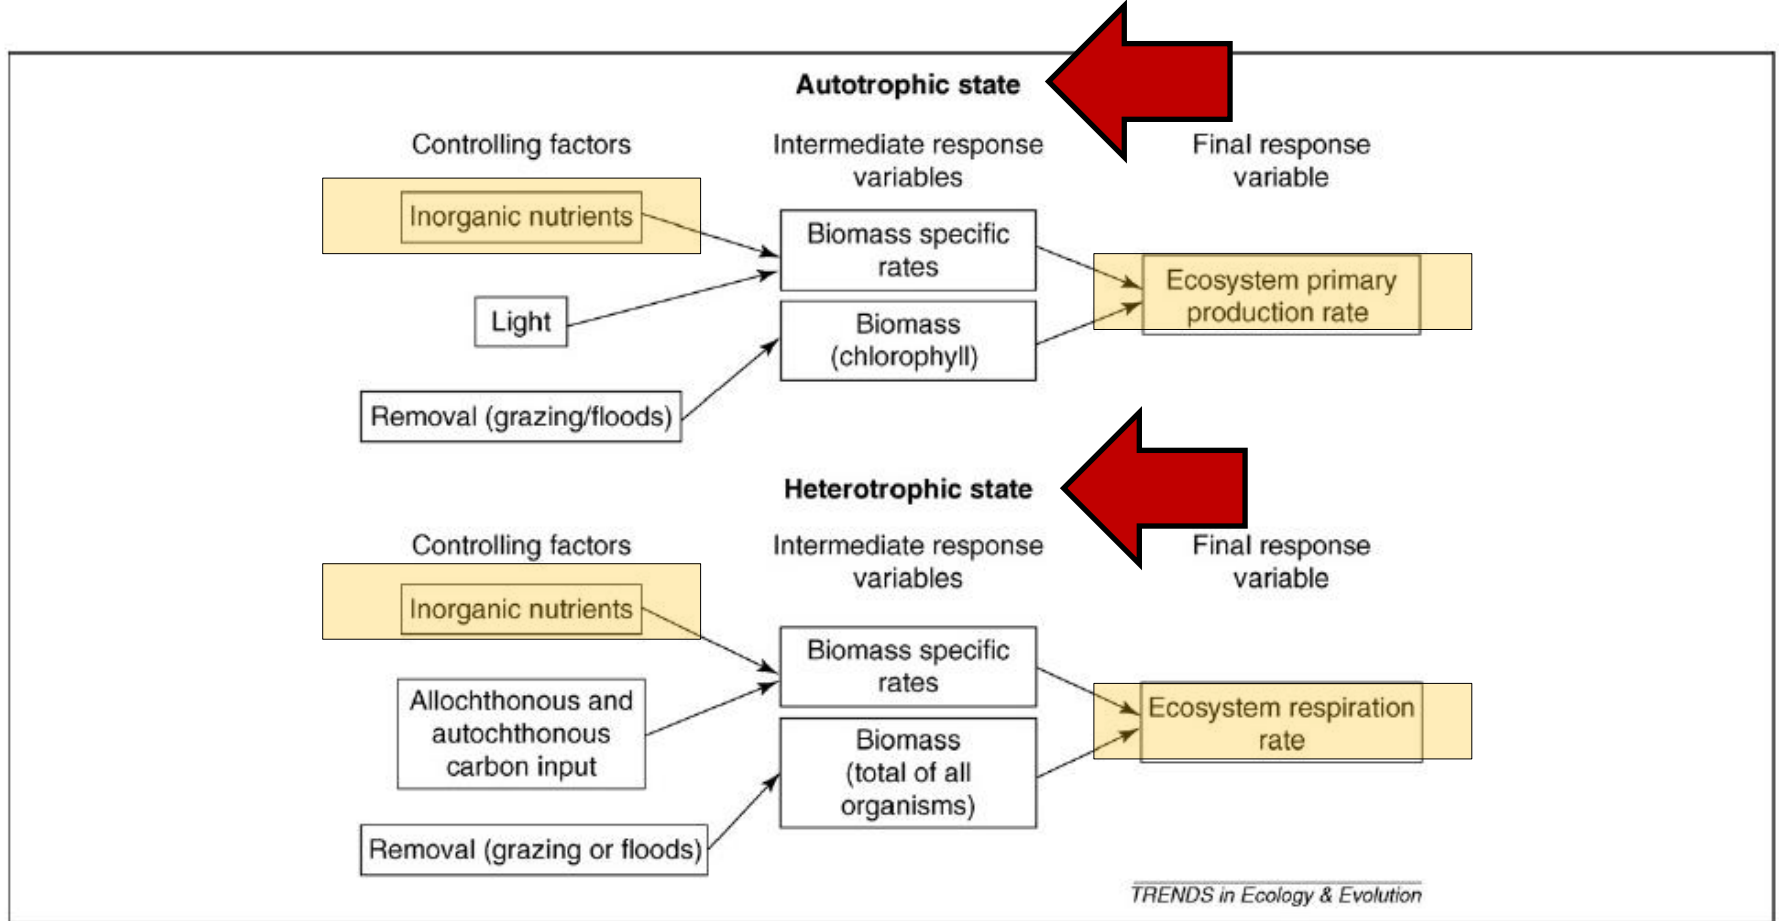 Autotrophic state
Controlling factors
Intermediate response
variables
Final response
variable
Inorganic nutrients
Biomass specific
rates
Ecosystem primary
production rate
Light
Biomass
(chlorophyll)
Removal (grazing/floods)
Heterotrophic state
Controlling factors
Intermediate response
variables
Final response
variable
Inorganic nutrients
Biomass specific
rates
Allochthonous and
autochthonous
carbon input
Ecosystem respiration
rate
Biomass
(total of all
organisms)
Removal (grazing or floods)
TRENDS in Ecology & Evolution